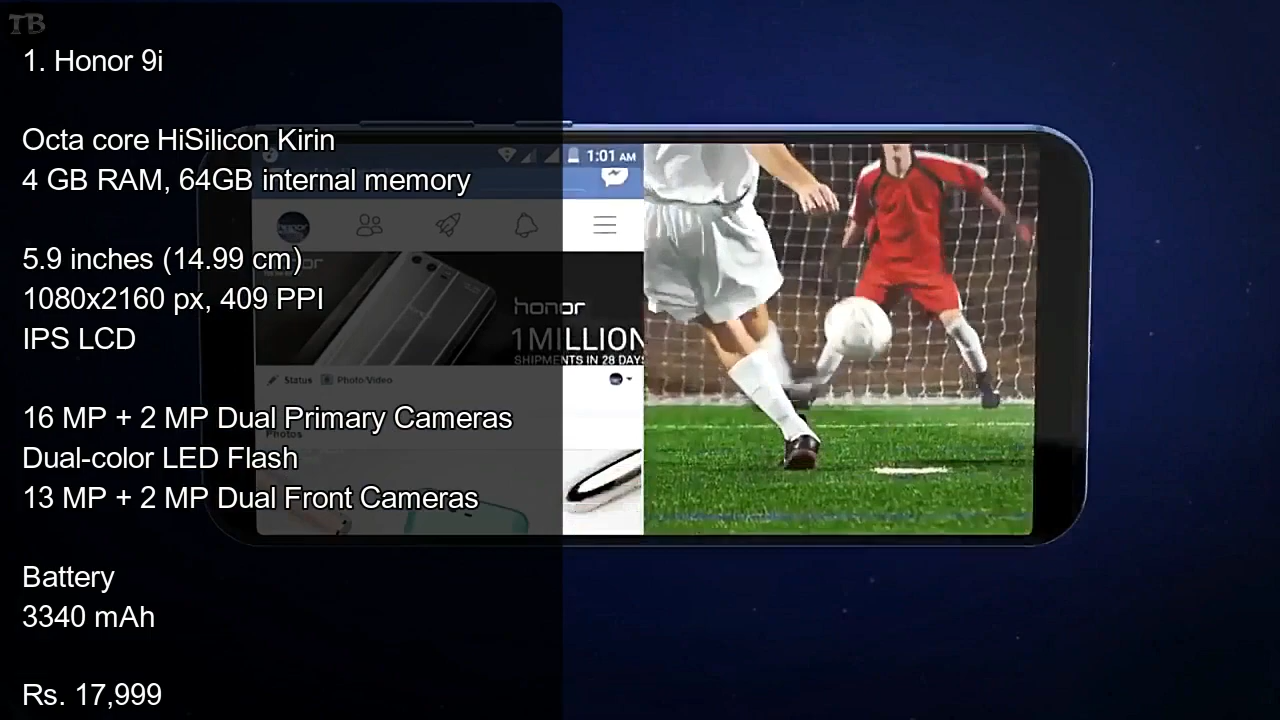 TB
1. Honor 9i
Octa core HiSilicon Kirin
4 GB RAM, 64GB internal memory
5.9 inches (14.99 cm)
1080x2160 px, 409 PPI
IPS LCD
16 MP + 2 MP Dual Primary Cameras
Dual-color LED Flash
13 MP + 2 MP Dual Front Cameras
Battery
3340 mAh
Rs. 17,999
1:01 AM
honor
1 MILLION
SHIPMENTS IN 28 DAYS
Status Photo/Video
Photos